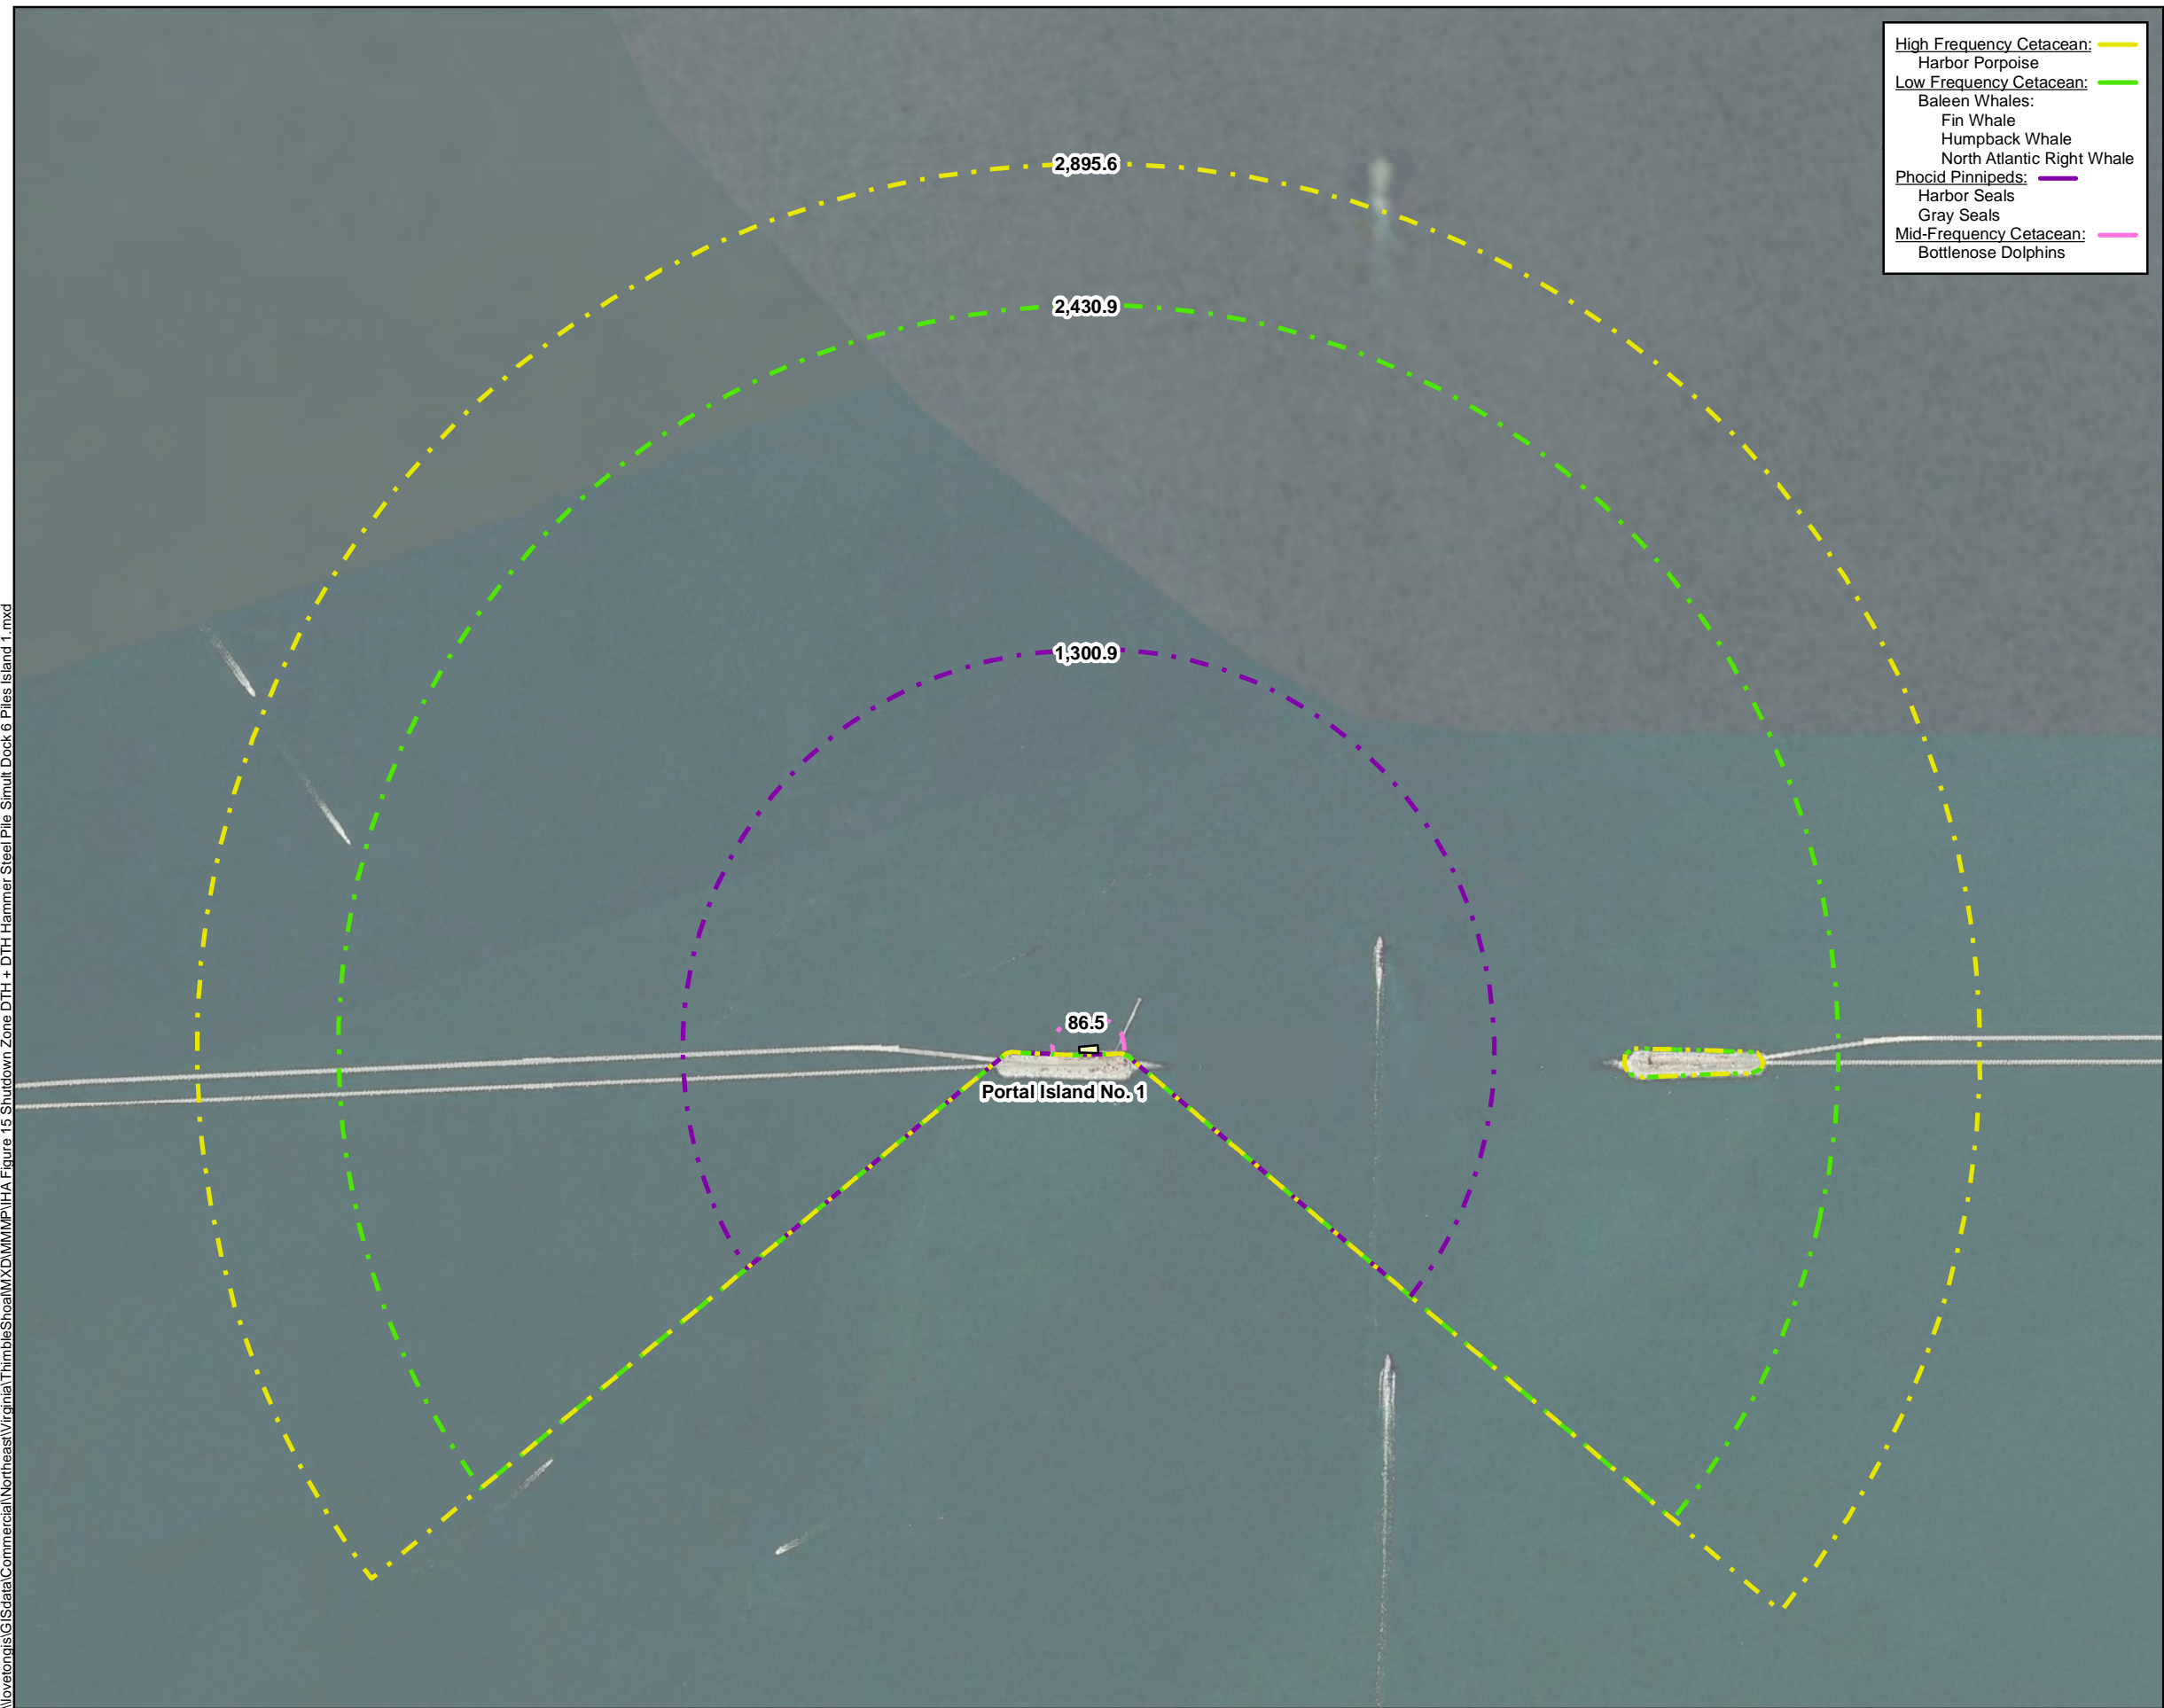 High Frequency Cetacean:
Harbor Porpoise
Low Frequency Cetacean:
Baleen Whales:
Fin Whale
Humpback Whale
North Atlantic Right Whale
Phocid Pinnipeds:
Harbor Seals
Gray Seals
Mid-Frequency Cetacean:
Bottlenose Dolphins
2,895.6
2,430.9
1,300.9
86.5
Portal Island No. 1
\\lovetongis\GISdata\Commercial\Northeast\Virginia\ThimbleShoal\MXD\MMMP\IHA Figure 15 Shutdown Zone DTH + DTH Hammer Steel Pile Simult Dock 6 Piles Island 1.mxd